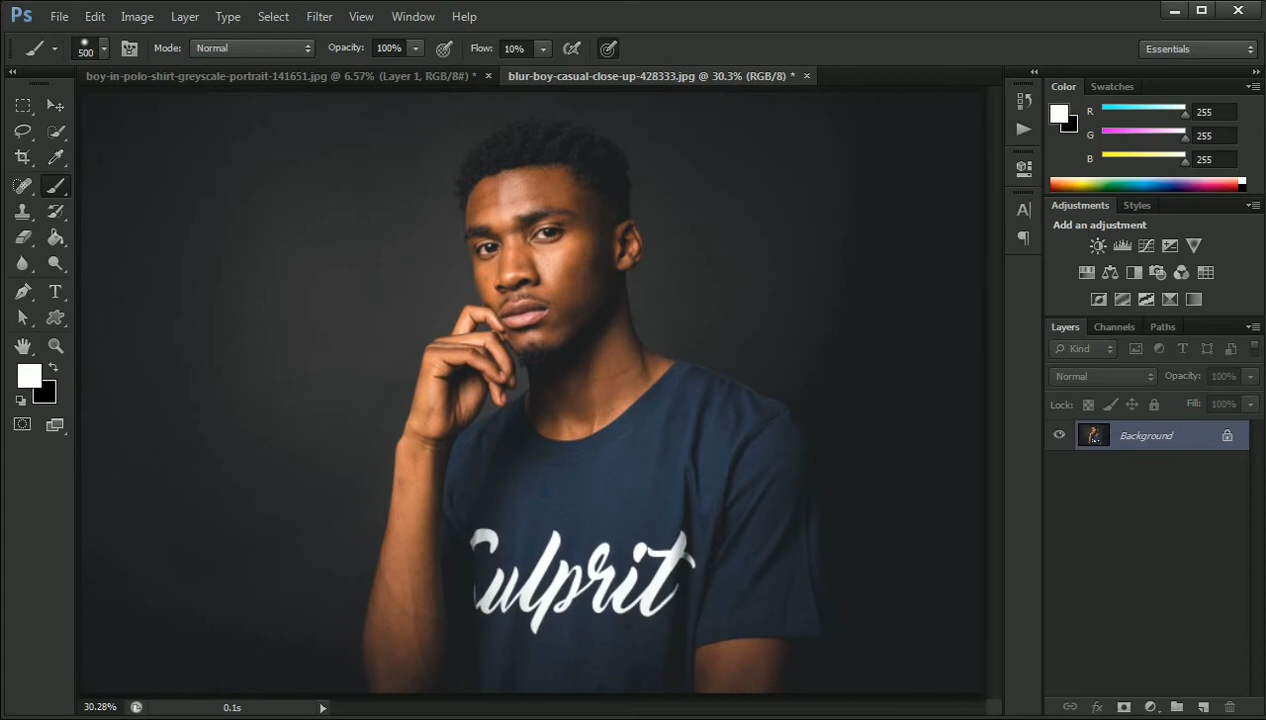 Ps File Edit Image Layer Type Select Filter View Window Help
500 Mode: Normal Opacity: 100% Flow: 10% Essentials
boy-in-polo-shirt-greyscale-portrait-141651.jpg @ 6.57% (Layer 1, RGB/8#) * × blur-boy-casual-close-up-428333.jpg @ 30.3% (RGB/8) * ×
Color Swatches
R 255
G 255
B 255
Adjustments Styles
Add an adjustment
Layers Channels Paths
Kind
Normal Opacity: 100%
Lock: Fill: 100%
Background
Culprit
30.28% 0.1s